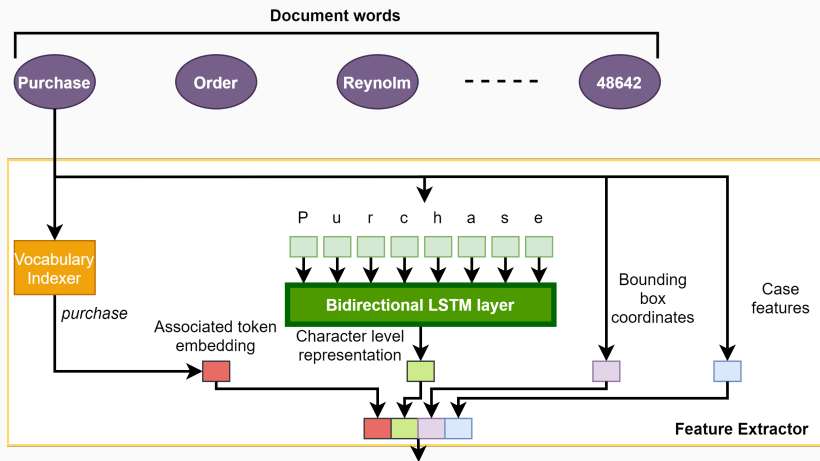 Document words
Purchase
Order
Reynolm
48642
P u r c h a s e
Vocabulary
Indexer
Bidirectional LSTM layer
Bounding
box
coordinates
Case
features
purchase
Associated token
embedding
Character level
representation
Feature Extractor